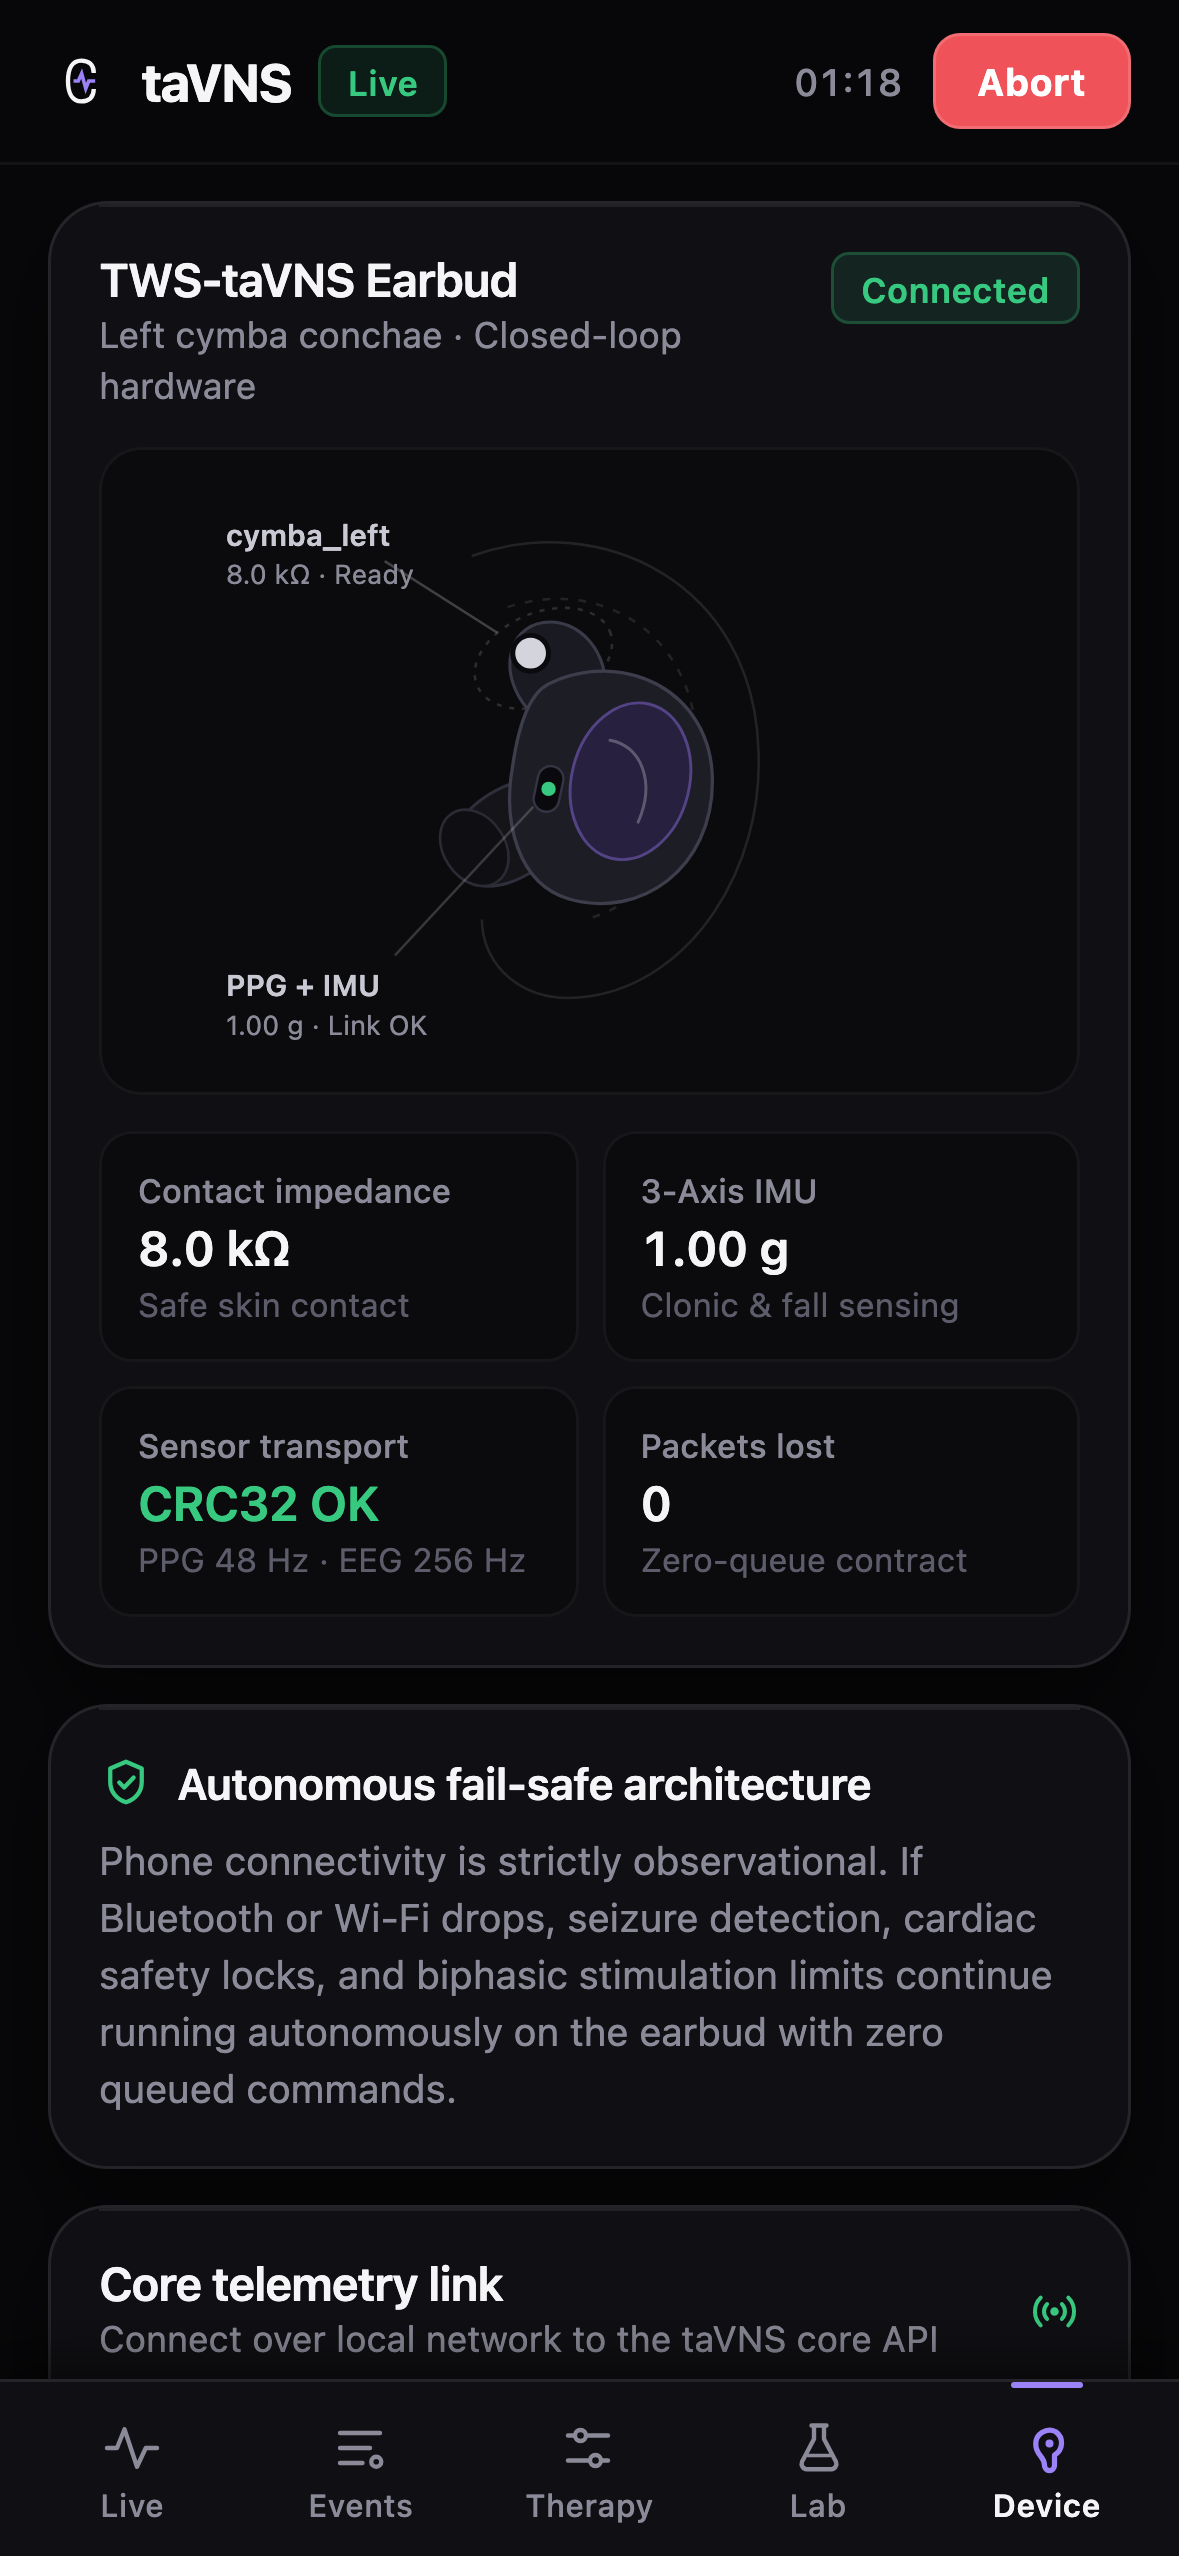 taVNS
Live
01:18
Abort
TWS-taVNS Earbud
Connected
Left cymba conchae · Closed-loop
hardware
cymba_left
8.0 kΩ · Ready
PPG + IMU
1.00 g · Link OK
Contact impedance
8.0 kΩ
Safe skin contact
3-Axis IMU
1.00 g
Clonic & fall sensing
Sensor transport
CRC32 OK
PPG 48 Hz · EEG 256 Hz
Packets lost
0
Zero-queue contract
Autonomous fail-safe architecture
Phone connectivity is strictly observational. If
Bluetooth or Wi-Fi drops, seizure detection, cardiac
safety locks, and biphasic stimulation limits continue
running autonomously on the earbud with zero
queued commands.
Core telemetry link
Connect over local network to the taVNS core API
Live
Events
Therapy
Lab
Device